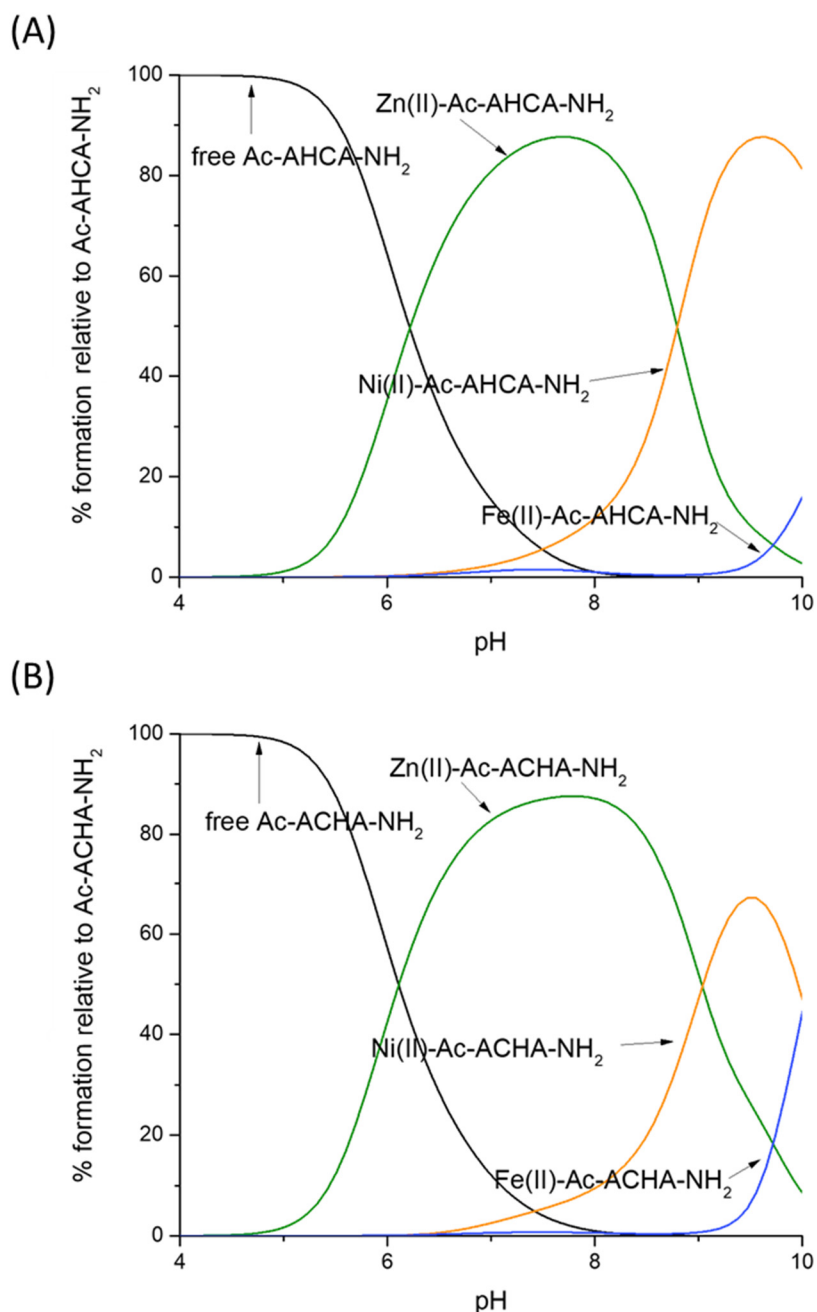 (A)
% formation relative to Ac-AHCA-NH₂
100
80
60
40
20
0
Zn(II)-Ac-AHCA-NH₂
free Ac-AHCA-NH₂
Ni(II)-Ac-AHCA-NH₂
Fe(II)-Ac-AHCA-NH₂
4 6 8 10
pH
(B)
% formation relative to Ac-ACHA-NH₂
100
80
60
40
20
0
Zn(II)-Ac-ACHA-NH₂
free Ac-ACHA-NH₂
Ni(II)-Ac-ACHA-NH₂
Fe(II)-Ac-ACHA-NH₂
4 6 8 10
pH